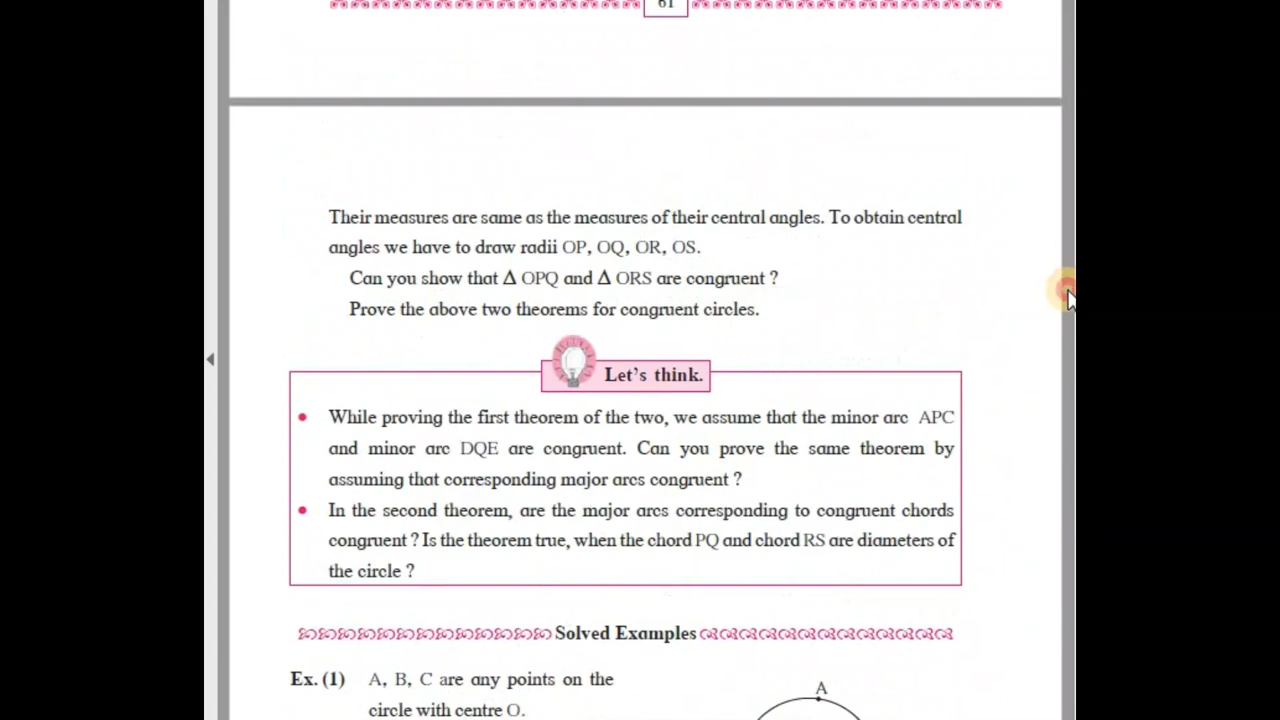 61
Their measures are same as the measures of their central angles. To obtain central
angles we have to draw radii OP, OQ, OR, OS.
Can you show that Δ OPQ and Δ ORS are congruent ?
Prove the above two theorems for congruent circles.
Let's think.
• While proving the first theorem of the two, we assume that the minor arc APC
and minor arc DQE are congruent. Can you prove the same theorem by
assuming that corresponding major arcs congruent ?
• In the second theorem, are the major arcs corresponding to congruent chords
congruent ? Is the theorem true, when the chord PQ and chord RS are diameters of
the circle ?
Solved Examples
Ex. (1) A, B, C are any points on the
circle with centre O.
A